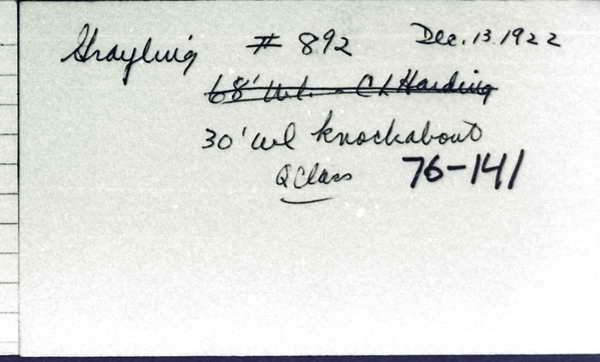 Grayling # 892 Dec. 13. 1922
68' wl. - C L Harding
30' wl knockabout
Q Class 76-141